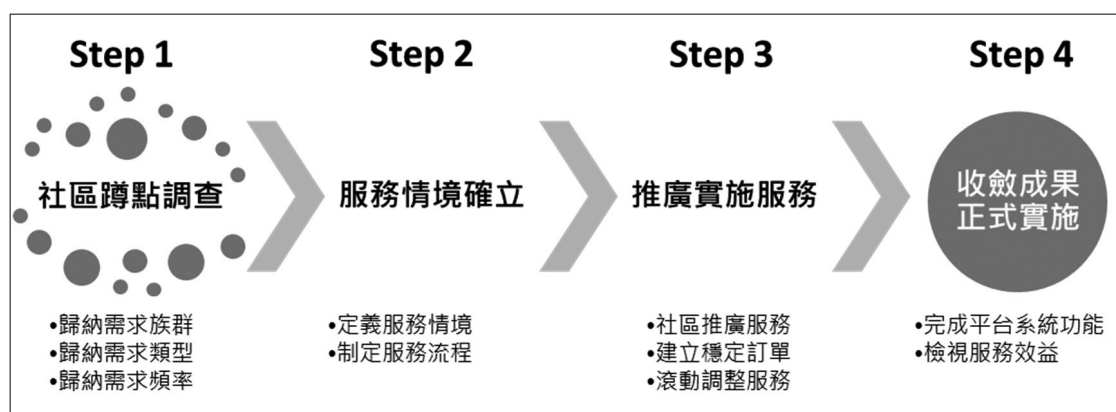 Step 1
Step 2
Step 3
Step 4
社區蹲點調查
服務情境確立
推廣實施服務
收斂成果
正式實施
•歸納需求族群
•歸納需求類型
•歸納需求頻率
•定義服務情境
•制定服務流程
•社區推廣服務
•建立穩定訂單
•滾動調整服務
•完成平台系統功能
•檢視服務效益